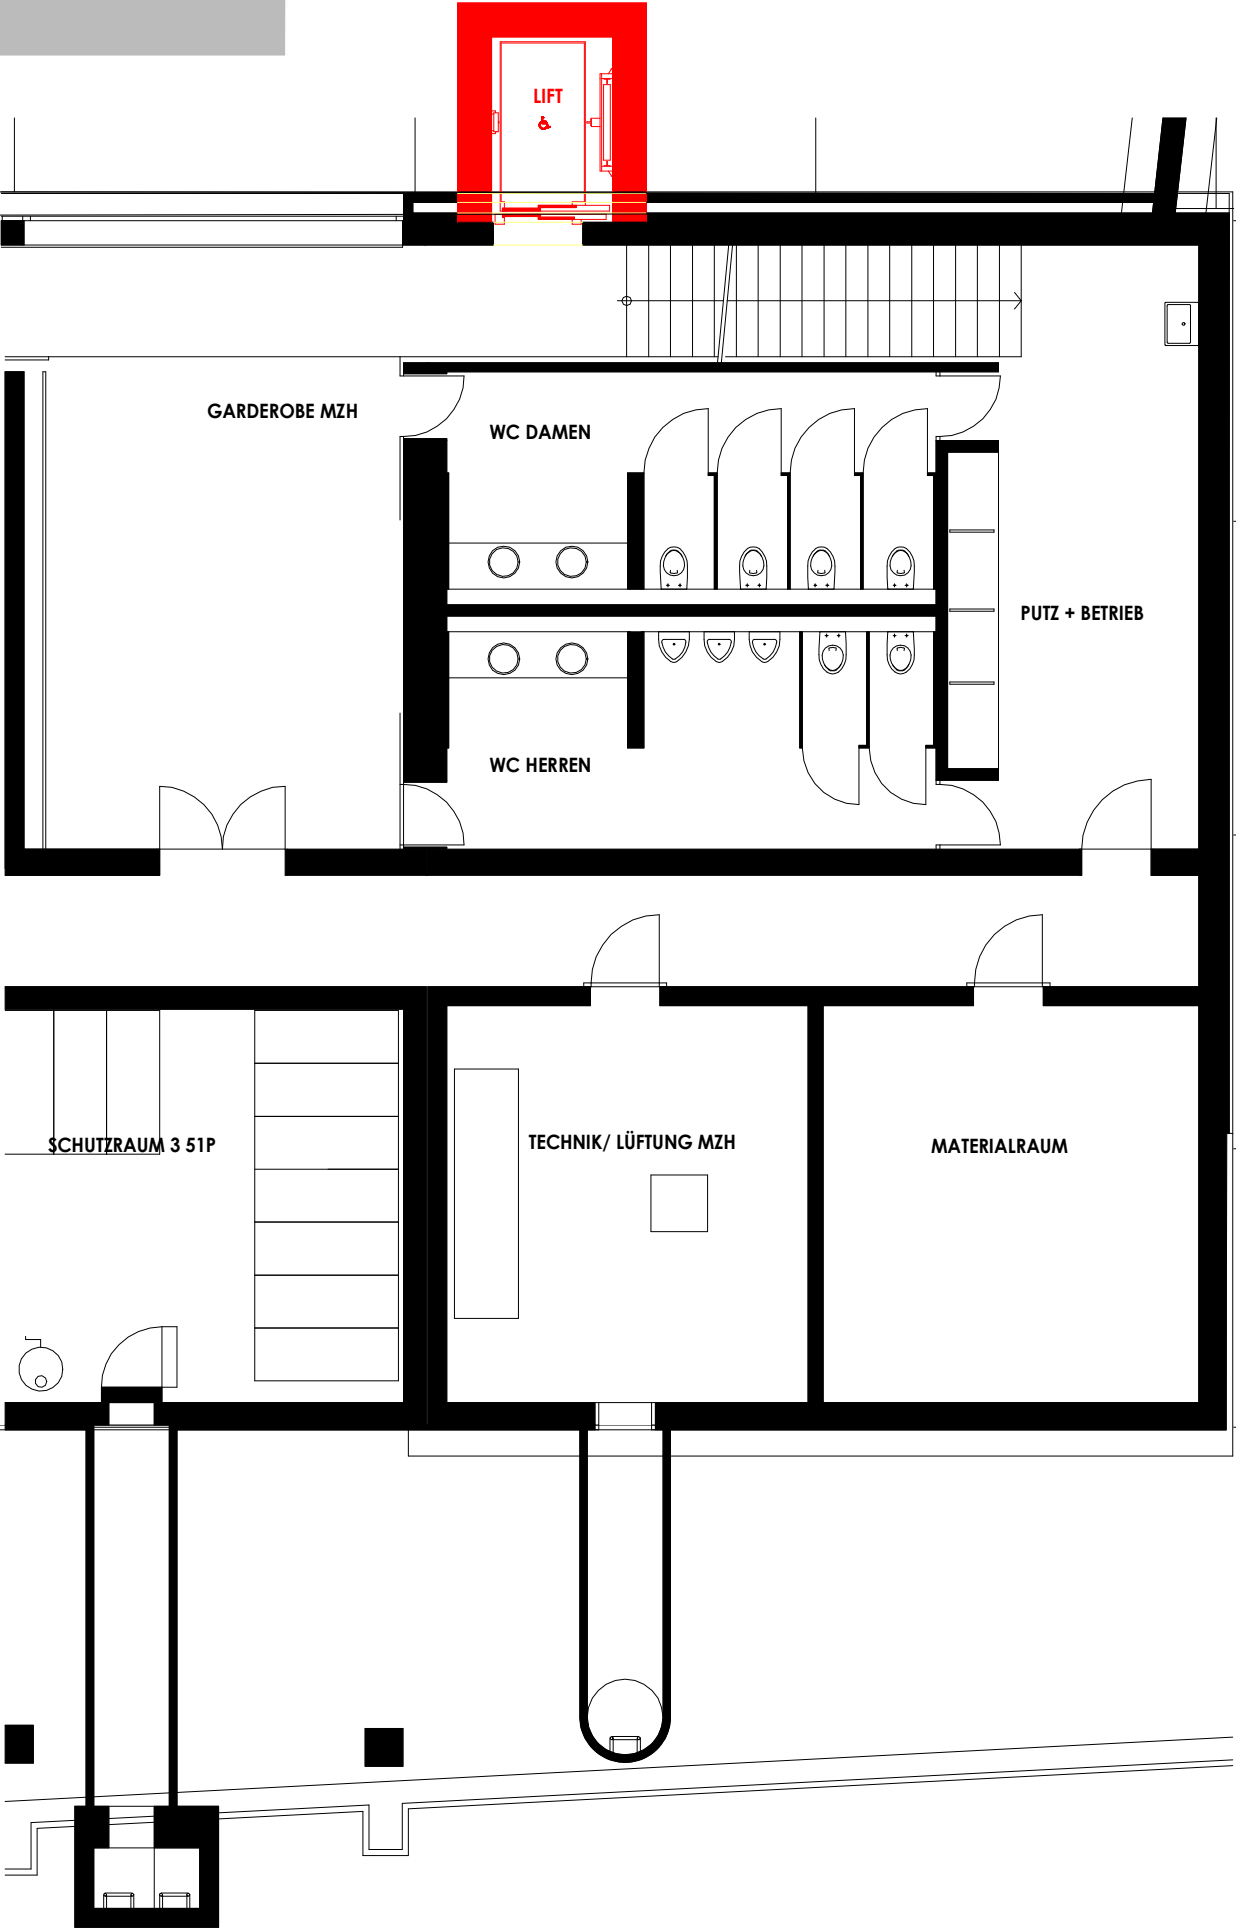 LIFT
GARDEROBE MZH
WC DAMEN
PUTZ + BETRIEB
WC HERREN
SCHUTZRAUM 3 51P
TECHNIK/ LÜFTUNG MZH
MATERIALRAUM